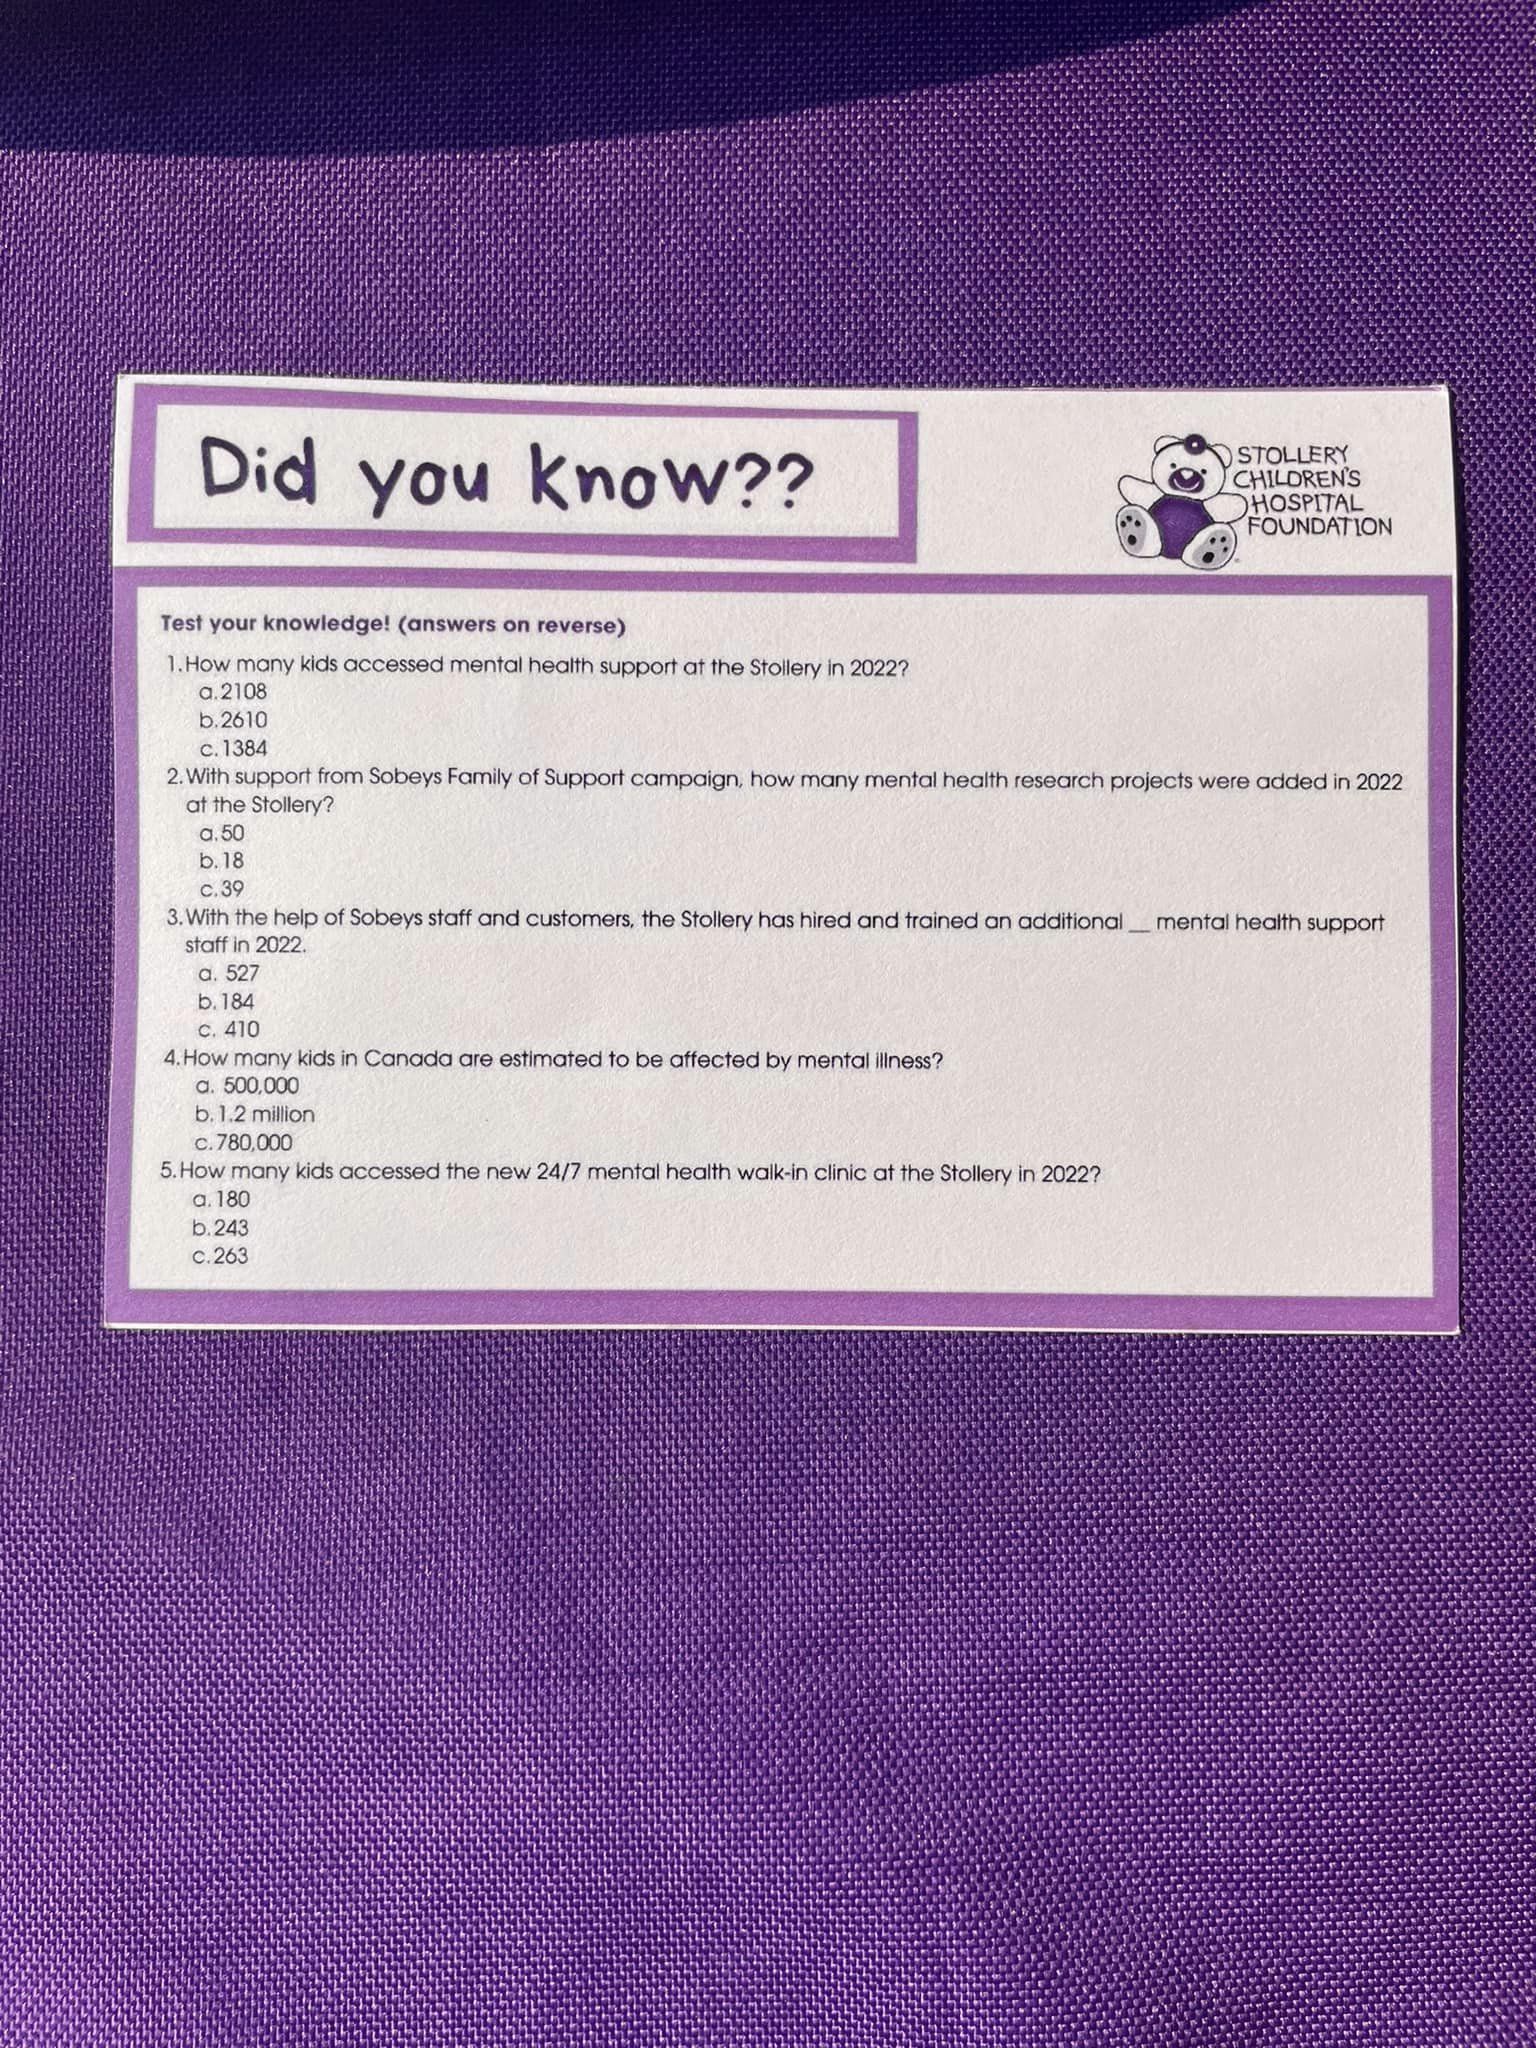 Did you know??
STOLLERY
CHILDREN'S
HOSPITAL
FOUNDATION
Test your knowledge! (answers on reverse)
1.How many kids accessed mental health support at the Stollery in 2022?
a.2108
b.2610
c.1384
2.With support from Sobeys Family of Support campaign, how many mental health research projects were added in 2022
at the Stollery?
a.50
b.18
c.39
3.With the help of Sobeys staff and customers, the Stollery has hired and trained an additional __ mental health support
staff in 2022.
a. 527
b.184
c. 410
4.How many kids in Canada are estimated to be affected by mental illness?
a. 500,000
b.1.2 million
c.780,000
5.How many kids accessed the new 24/7 mental health walk-in clinic at the Stollery in 2022?
a.180
b.243
c.263